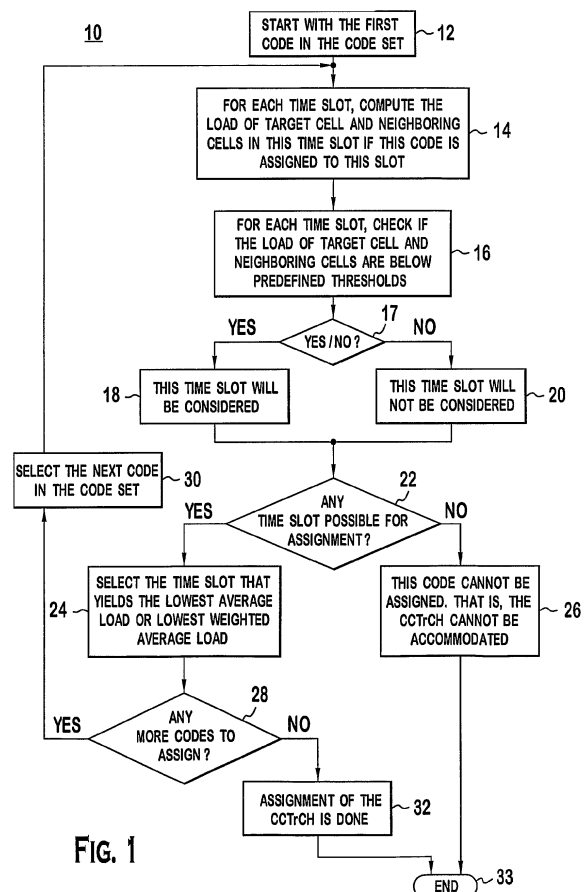 10
START WITH THE FIRST
CODE IN THE CODE SET
12
FOR EACH TIME SLOT, COMPUTE THE
LOAD OF TARGET CELL AND NEIGHBORING
CELLS IN THIS TIME SLOT IF THIS CODE IS
ASSIGNED TO THIS SLOT
14
FOR EACH TIME SLOT, CHECK IF
THE LOAD OF TARGET CELL AND
NEIGHBORING CELLS ARE BELOW
PREDEFINED THRESHOLDS
16
17
YES
YES/NO?
NO
18
THIS TIME SLOT WILL
BE CONSIDERED
THIS TIME SLOT WILL
NOT BE CONSIDERED
20
SELECT THE NEXT CODE
IN THE CODE SET
30
22
YES
ANY
TIME SLOT POSSIBLE FOR
ASSIGNMENT?
NO
24
SELECT THE TIME SLOT THAT
YIELDS THE LOWEST AVERAGE
LOAD OR LOWEST WEIGHTED
AVERAGE LOAD
THIS CODE CANNOT BE
ASSIGNED. THAT IS, THE
CCTrCH CANNOT BE
ACCOMMODATED
26
28
YES
ANY
MORE CODES TO
ASSIGN?
NO
ASSIGNMENT OF THE
CCTrCH IS DONE
32
FIG. 1
END
33